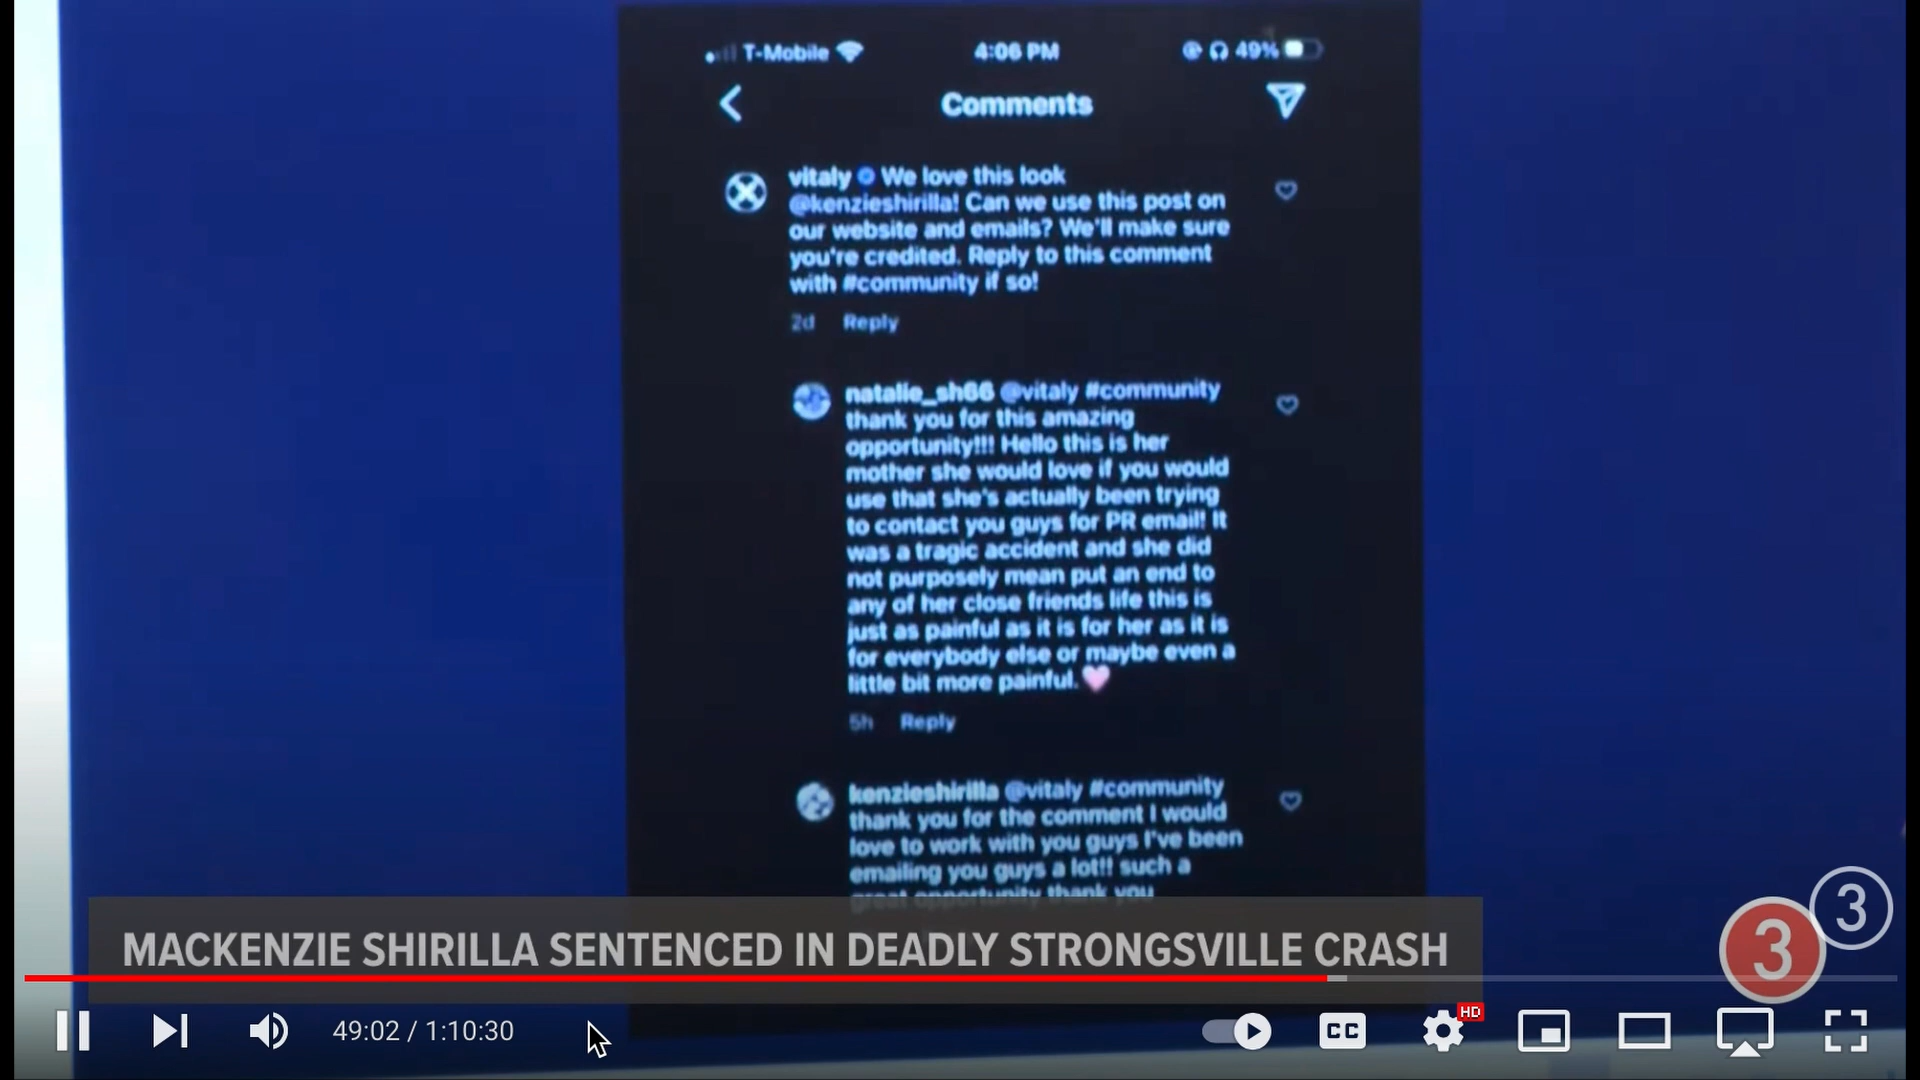 T-Mobile 4:06 PM 49%
Comments
vitaly We love this look
@kenzieshirilla! Can we use this post on
our website and emails? We'll make sure
you're credited. Reply to this comment
with #community if so!
2d Reply
natalie_sh66 @vitaly #community
thank you for this amazing
opportunity!!! Hello this is her
mother she would love if you would
use that she's actually been trying
to contact you guys for PR email! It
was a tragic accident and she did
not purposely mean put an end to
any of her close friends life this is
just as painful as it is for her as it is
for everybody else or maybe even a
little bit more painful.🩷
5h Reply
kenzieshirilla @vitaly #community
thank you for the comment I would
love to work with you guys I've been
emailing you guys a lot!! such a
great opportunity thank you
MACKENZIE SHIRILLA SENTENCED IN DEADLY STRONGSVILLE CRASH
3
3
49:02 / 1:10:30
CC
HD